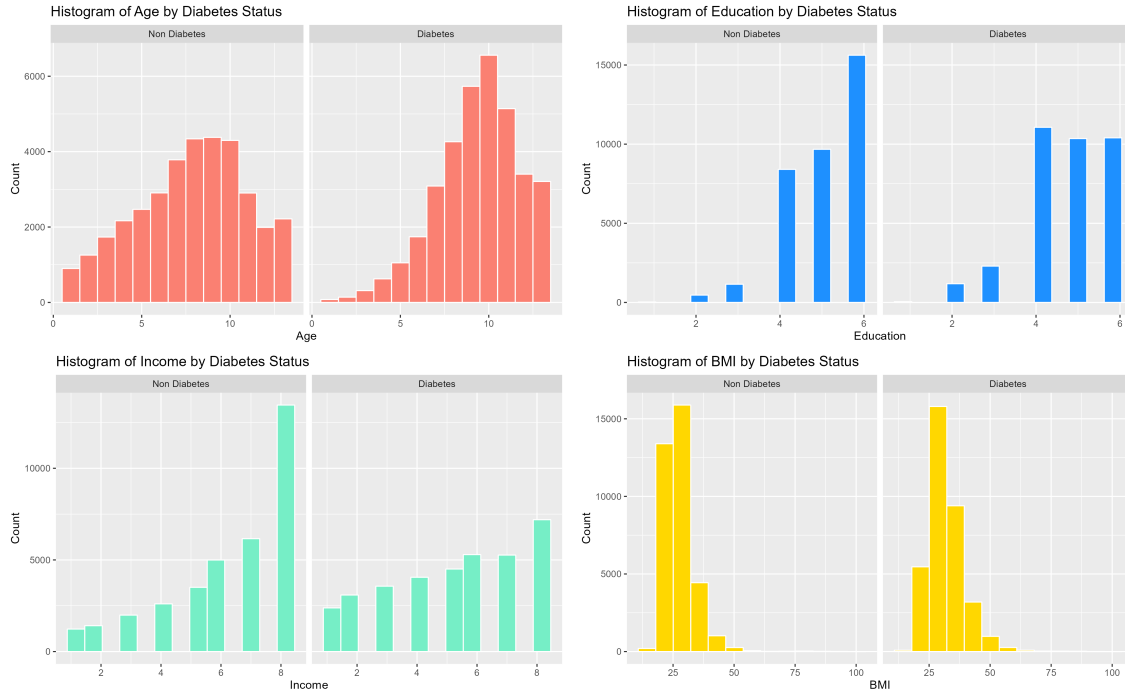 Histogram of Age by Diabetes Status
Non Diabetes Diabetes
6000
4000
2000
0
Count
0 5 10 0 5 10
Age
Histogram of Education by Diabetes Status
Non Diabetes Diabetes
15000
10000
5000
0
Count
2 4 6 2 4 6
Education
Histogram of Income by Diabetes Status
Non Diabetes Diabetes
10000
5000
0
Count
2 4 6 8 2 4 6 8
Income
Histogram of BMI by Diabetes Status
Non Diabetes Diabetes
15000
10000
5000
0
Count
25 50 75 100 25 50 75 100
BMI